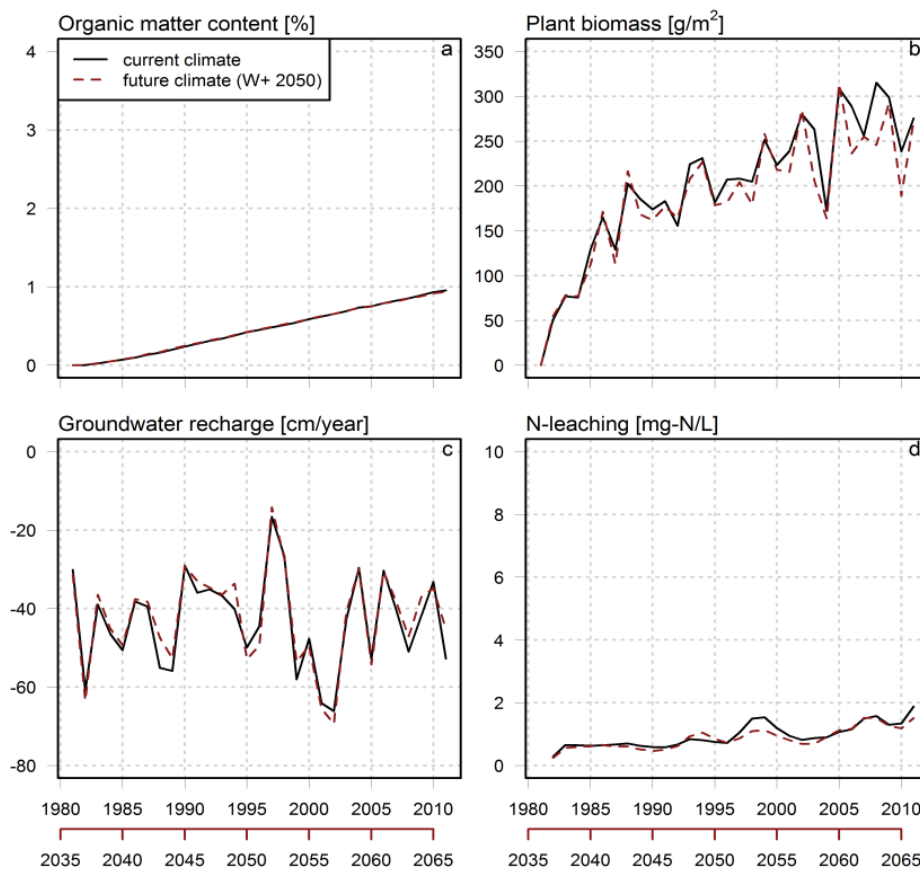 Organic matter content [%]
a
current climate
future climate (W+ 2050)
4
3
2
1
0
Plant biomass [g/m²]
b
350
300
250
200
150
100
50
0
Groundwater recharge [cm/year]
c
0
-20
-40
-60
-80
N-leaching [mg-N/L]
d
10
8
6
4
2
0
1980 1985 1990 1995 2000 2005 2010
2035 2040 2045 2050 2055 2060 2065
1980 1985 1990 1995 2000 2005 2010
2035 2040 2045 2050 2055 2060 2065